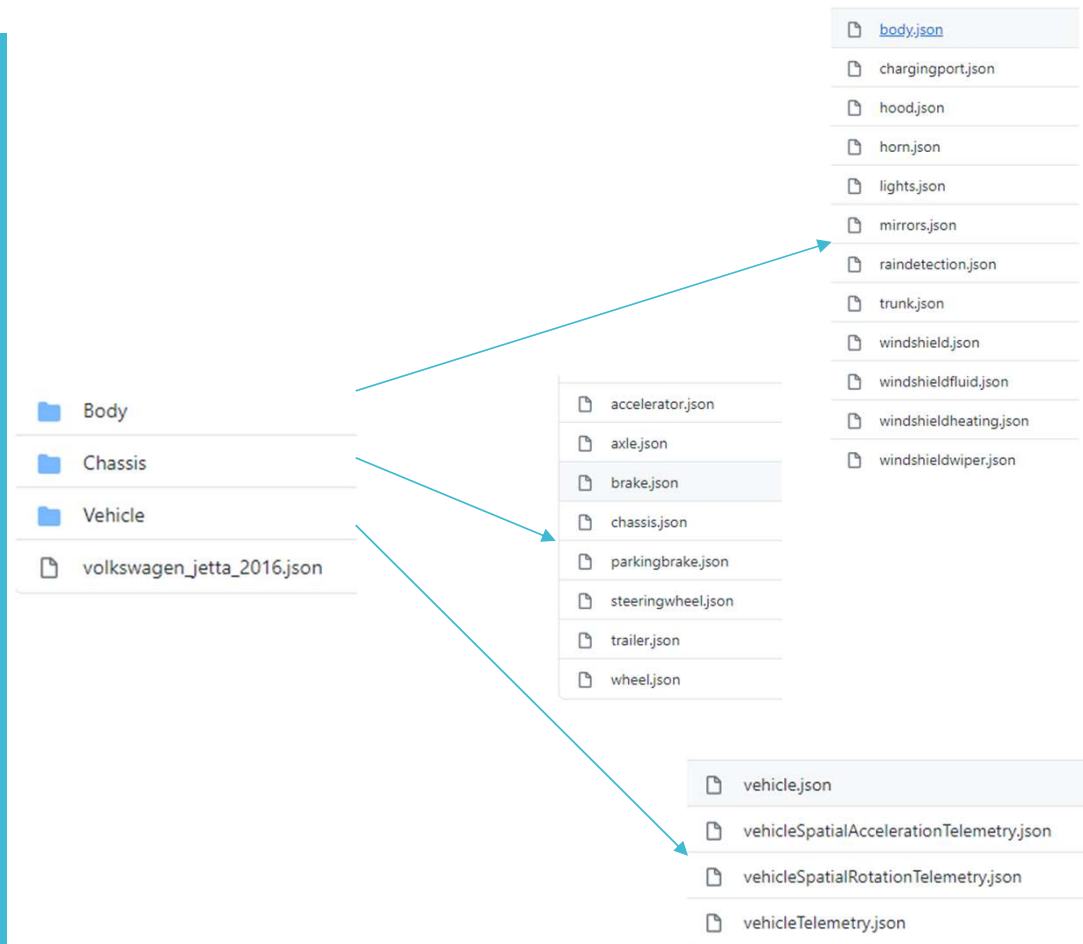 Body
Chassis
Vehicle
volkswagen_jetta_2016.json
body.json
chargingport.json
hood.json
horn.json
lights.json
mirrors.json
raindetection.json
trunk.json
windshield.json
windshieldfluid.json
windshieldheating.json
windshieldwiper.json
accelerator.json
axle.json
brake.json
chassis.json
parkingbrake.json
steeringwheel.json
trailer.json
wheel.json
vehicle.json
vehicleSpatialAccelerationTelemetry.json
vehicleSpatialRotationTelemetry.json
vehicleTelemetry.json